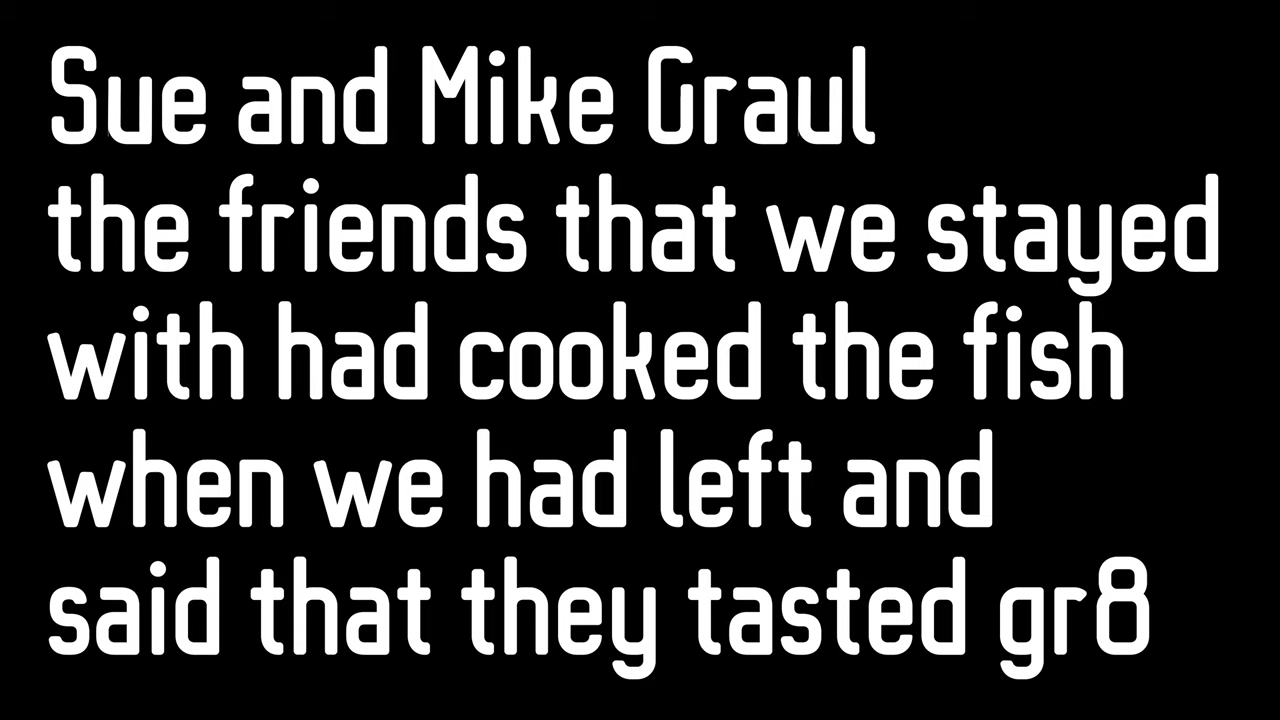 Sue and Mike Graul
the friends that we stayed
with had cooked the fish
when we had left and
said that they tasted gr8